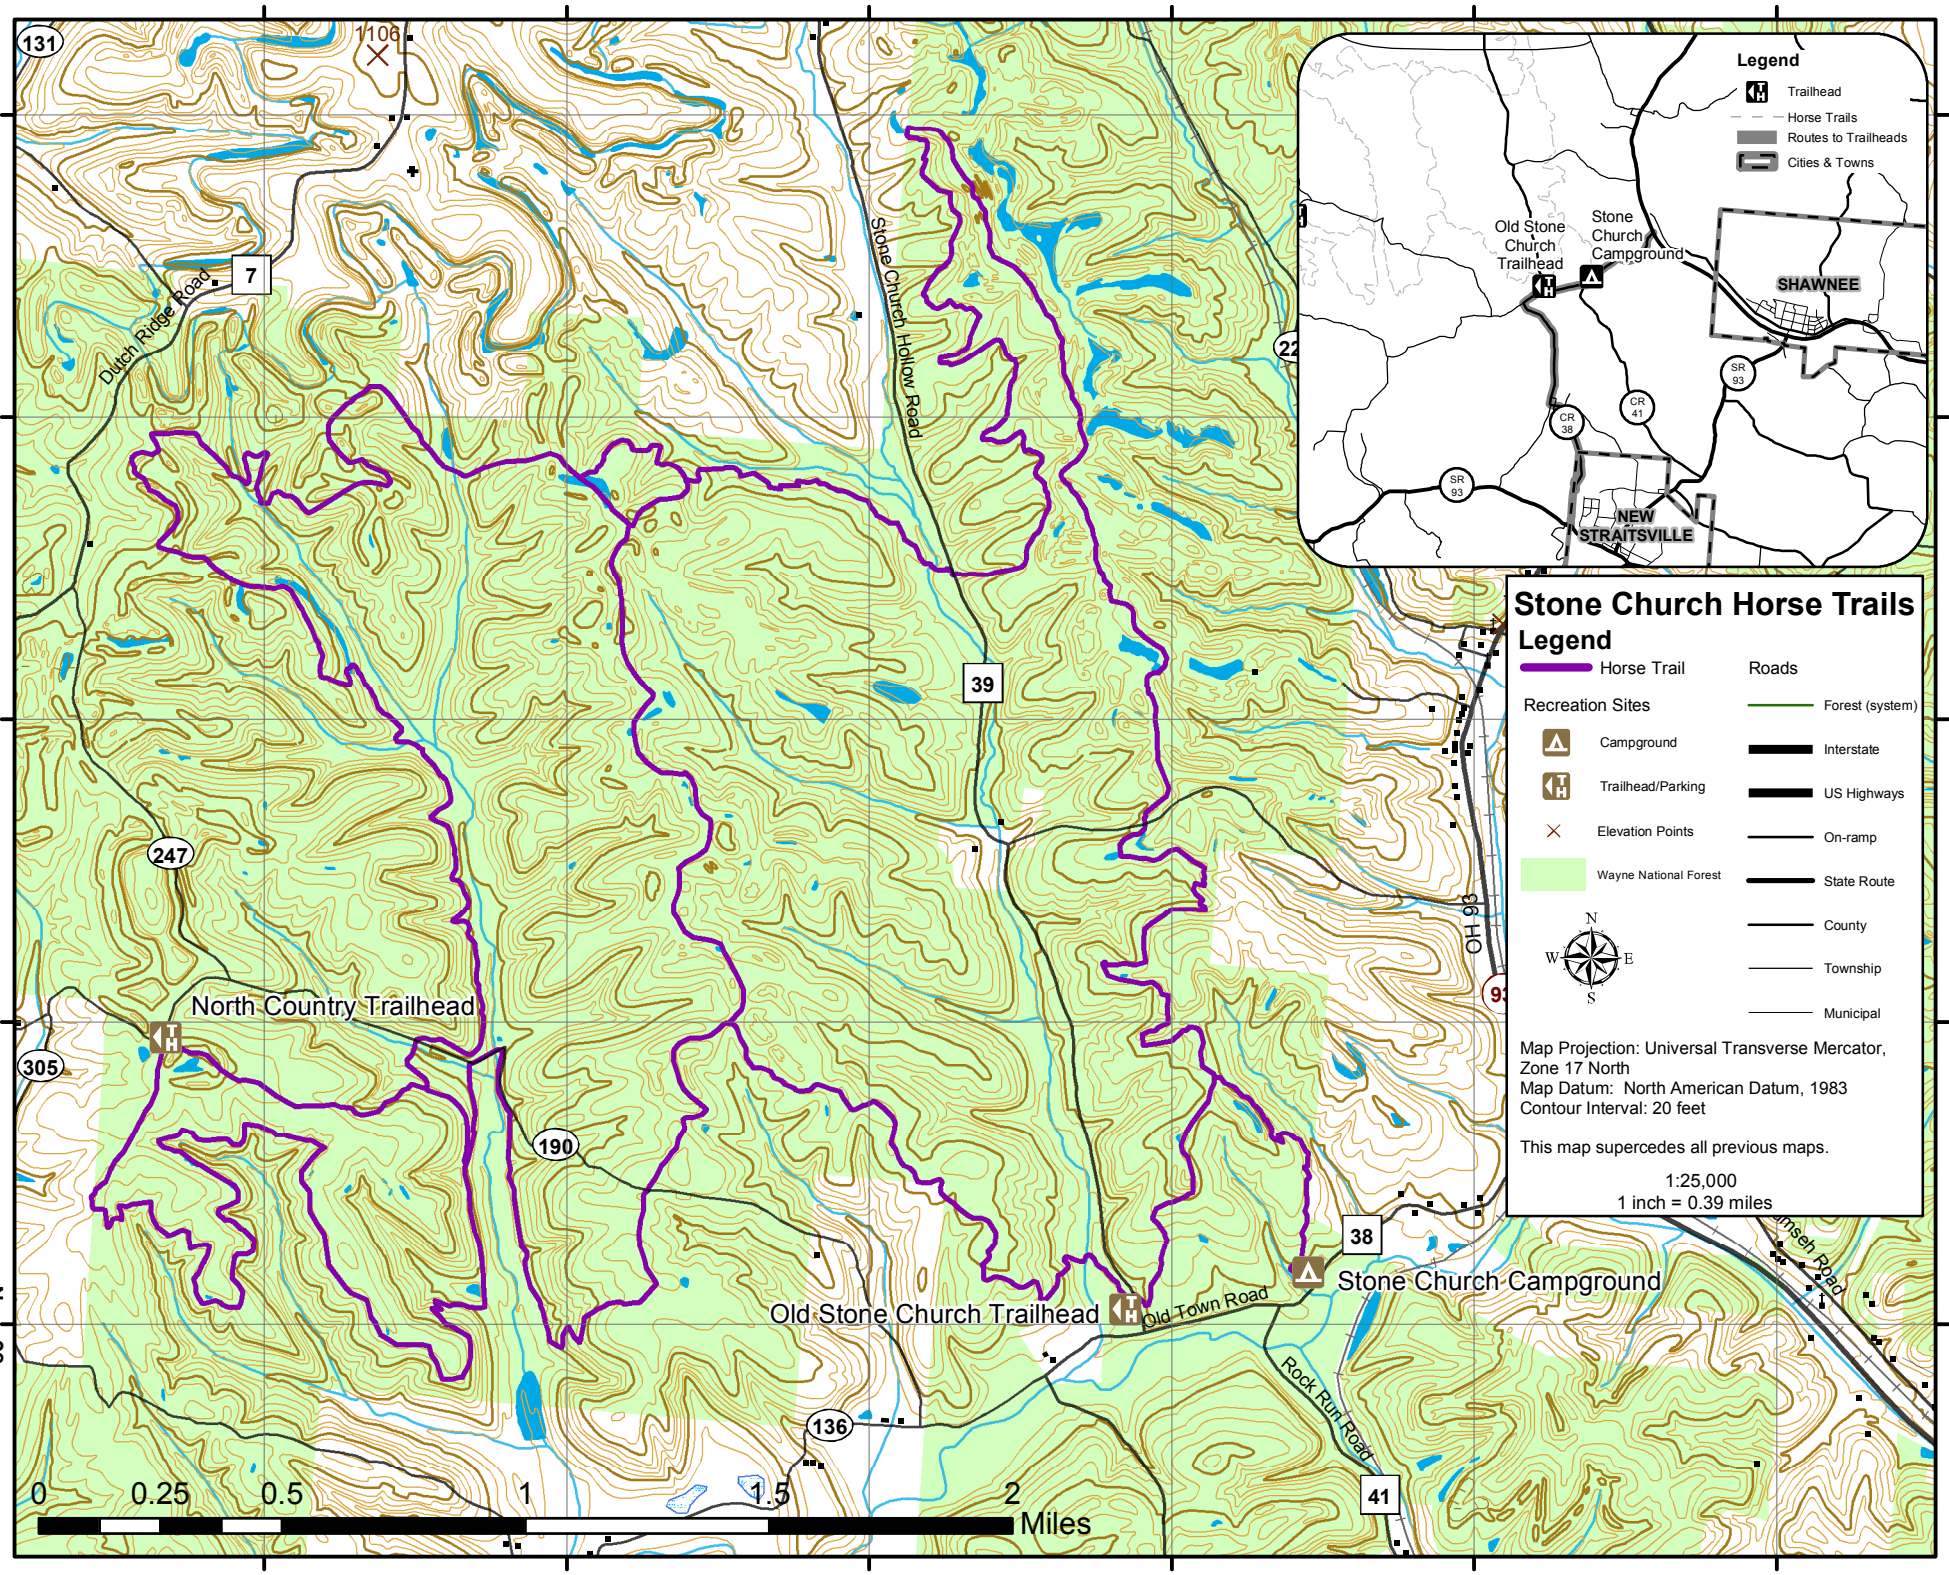 131
1106
7
Dutch Ridge Road
Stone Church Hollow Road
22
39
247
North Country Trailhead
305
190
OH 93
93
38
Stone Church Campground
Old Stone Church Trailhead
Old Town Road
Rock Run Road
136
41
Road
0
0.25
0.5
1
1.5
2
Miles
Legend
Trailhead
Horse Trails
Routes to Trailheads
Cities & Towns
Old Stone
Church
Trailhead
Stone
Church
Campground
SHAWNEE
SR
93
CR
41
CR
38
SR
93
NEW
STRAITSVILLE
Stone Church Horse Trails
Legend
Horse Trail
Roads
Recreation Sites
Forest (system)
Campground
Interstate
Trailhead/Parking
US Highways
Elevation Points
On-ramp
Wayne National Forest
State Route
County
Township
Municipal
N
W
E
S
Map Projection: Universal Transverse Mercator,
Zone 17 North
Map Datum: North American Datum, 1983
Contour Interval: 20 feet
This map supercedes all previous maps.
1:25,000
1 inch = 0.39 miles